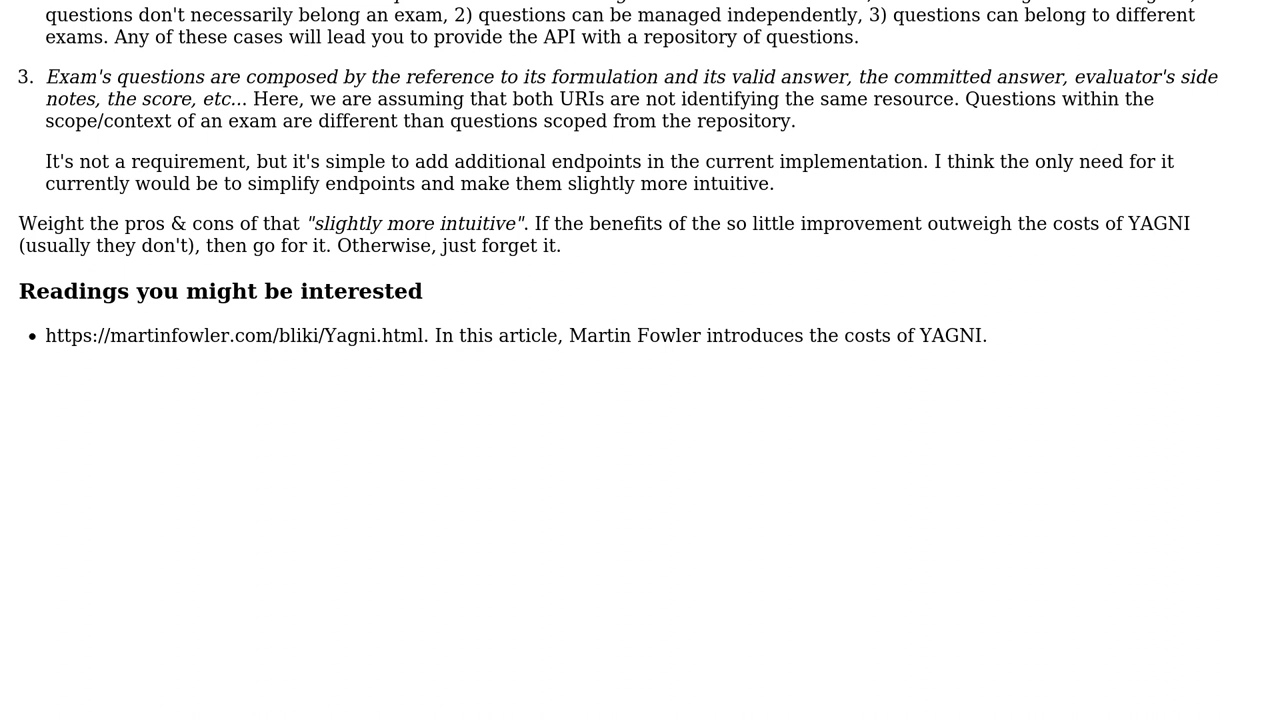 questions don't necessarily belong an exam, 2) questions can be managed independently, 3) questions can belong to different
exams. Any of these cases will lead you to provide the API with a repository of questions.
3. Exam's questions are composed by the reference to its formulation and its valid answer, the committed answer, evaluator's side
notes, the score, etc... Here, we are assuming that both URIs are not identifying the same resource. Questions within the
scope/context of an exam are different than questions scoped from the repository.
It's not a requirement, but it's simple to add additional endpoints in the current implementation. I think the only need for it
currently would be to simplify endpoints and make them slightly more intuitive.
Weight the pros & cons of that "slightly more intuitive". If the benefits of the so little improvement outweigh the costs of YAGNI
(usually they don't), then go for it. Otherwise, just forget it.
Readings you might be interested
• https://martinfowler.com/bliki/Yagni.html. In this article, Martin Fowler introduces the costs of YAGNI.